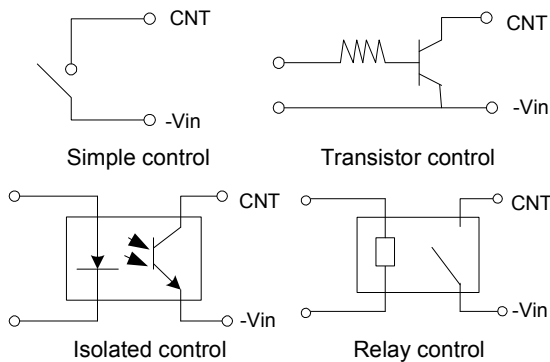 CNT
-Vin
Simple control
CNT
-Vin
Transistor control
CNT
-Vin
Isolated control
CNT
-Vin
Relay control